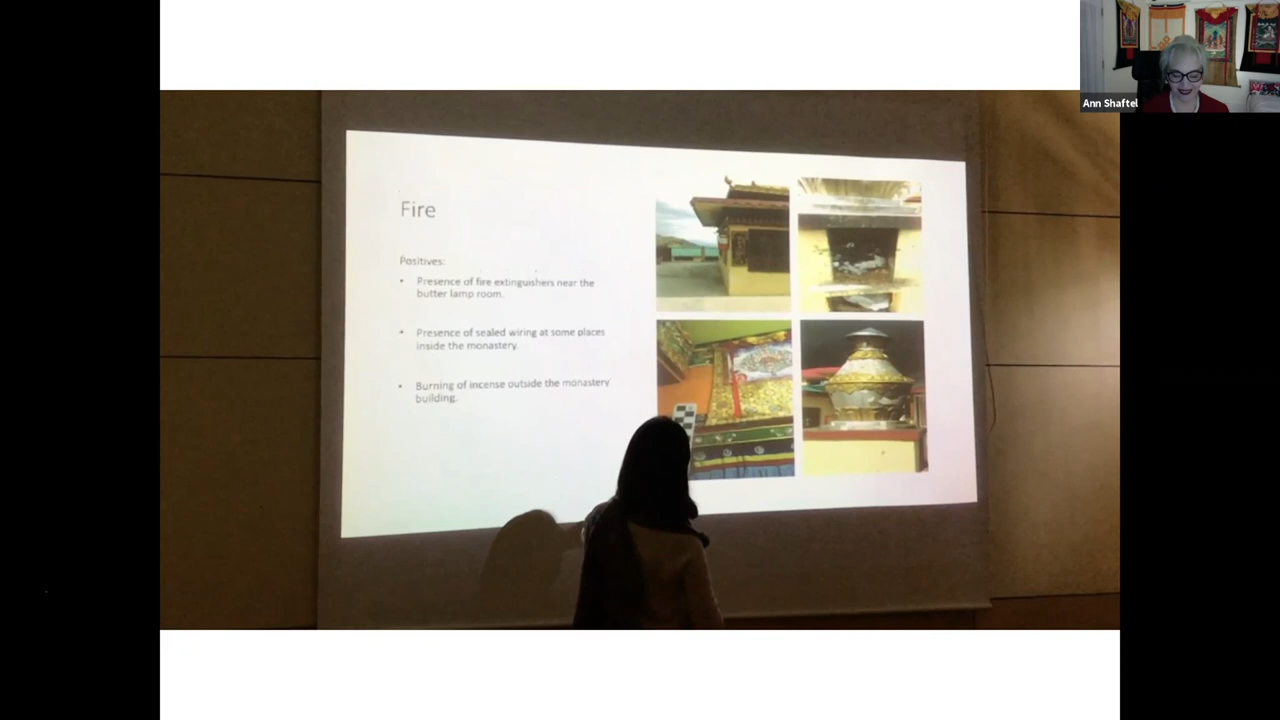 Ann Shaftel
Fire
Positives:
• Presence of fire extinguishers near the
butter lamp room.
• Presence of sealed wiring at some places
inside the monastery.
• Burning of incense outside the monastery
building.